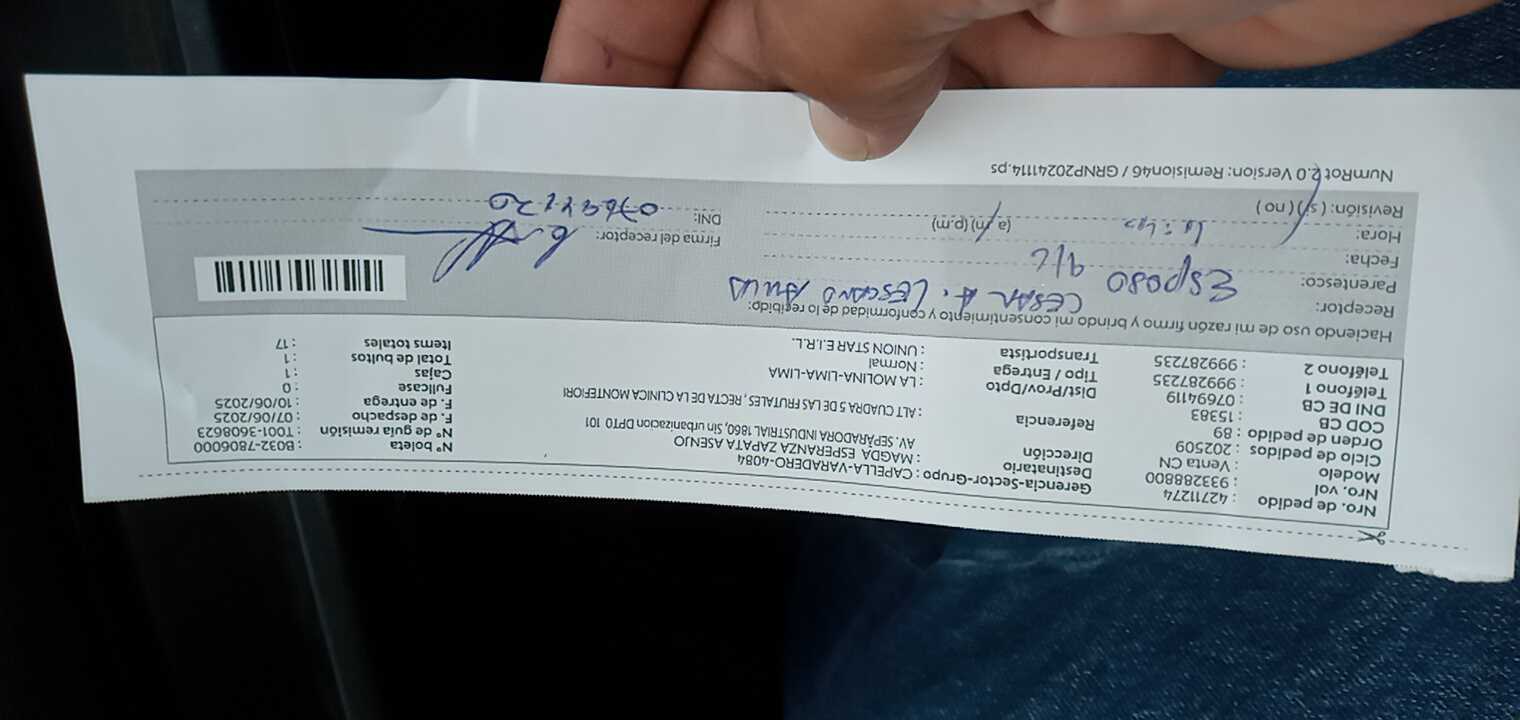 Nro. de pedido : 42711274
Nro. vol : 933288800
Modelo : Venta CN
Ciclo de pedidos : 202509
Orden de pedido : 89
COD CB : 15383
DNI DE CB : 07694119
Teléfono 1 : 999287235
Teléfono 2 : 999287235
Gerencia-Sector-Grupo : CAPELLA-VARADERO-4084
Destinatario : MAGDA ESPERANZA ZAPATA ASENJO
Dirección AV. SEPARADORA INDUSTRIAL 1860, Sin urbanizacion DPTO 101
Referencia : ALT CUADRA 5 DE LAS FRUTALES, RECTA DE LA CLINICA MONTEFIORI
Dist/Prov/Dpto : LA MOLINA-LIMA-LIMA
Tipo / Entrega : Normal
Transportista : UNION STAR E.I.R.L.
N° boleta : B032-7806000
N° de guía de remisión : T001-3608623
F. de despacho : 07/06/2025
F. de entrega : 10/06/2025
Fullcase : 0
Cajas : 1
Total de bultos : 1
Items totales : 17
Haciendo uso de mi razón firmo y brindo mi consentimiento y conformidad de lo recibido:
Receptor: CESAR A. LESCANO
Parentesco: ESPOSO
Fecha: 9/6
Hora: (a.m) (p.m)
Revisión: ( si ) ( no )
Firma del receptor:
DNI:
NumRot 2.0 Version: Remision46 / GRNP20241114.ps